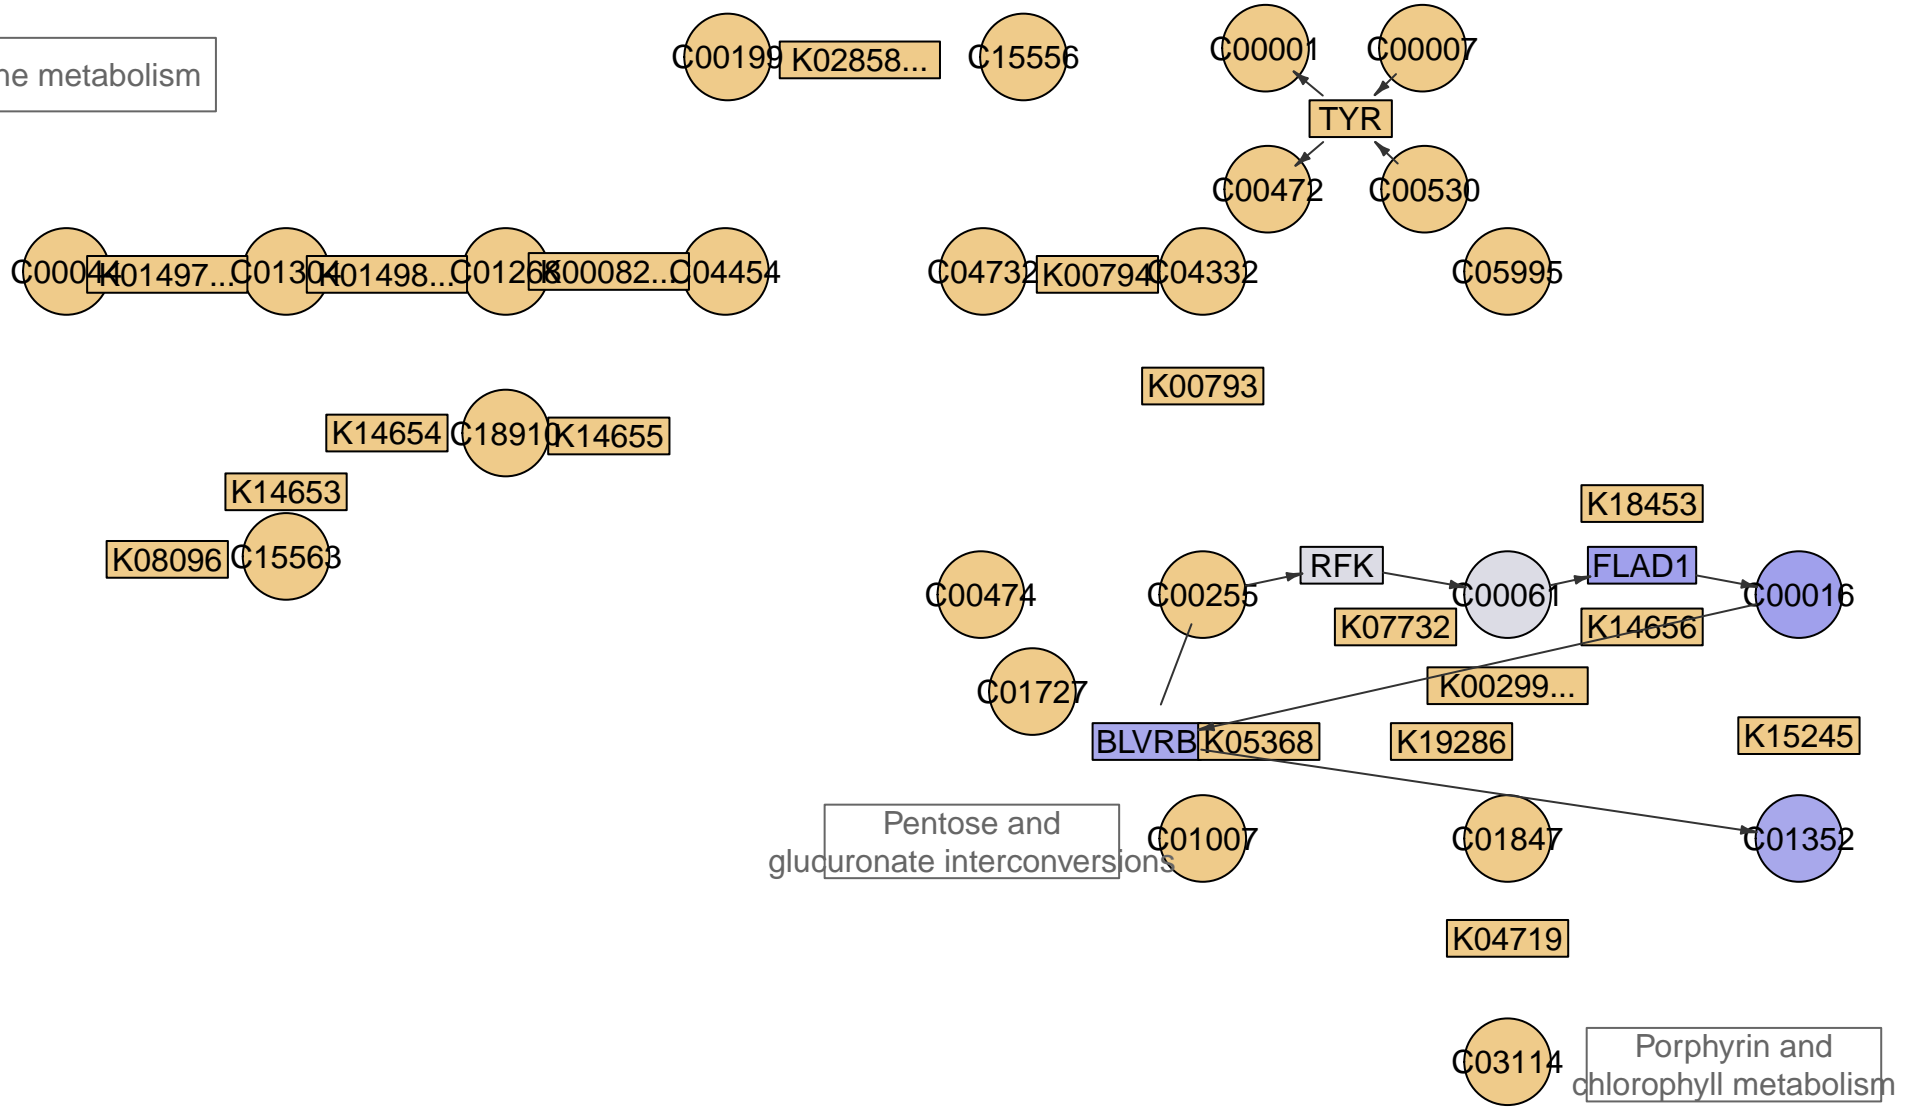 C00199
K02858...
C15556
C00001
C00007
ne metabolism
TYR
C00472
C00530
C00044
K01497...
C01304
K01498...
C01268
K00082...
C04454
C04732
K00794
C04332
C05995
K00793
K14654
C18910
K14655
K14653
K18453
K08096
C15563
C00474
C00255
RFK
C00061
FLAD1
C00016
K07732
K14656
C01727
K00299...
BLVRB
K05368
K19286
K15245
Pentose and
glucuronate interconversions
C01007
C01847
C01352
K04719
C03114
Porphyrin and
chlorophyll metabolism